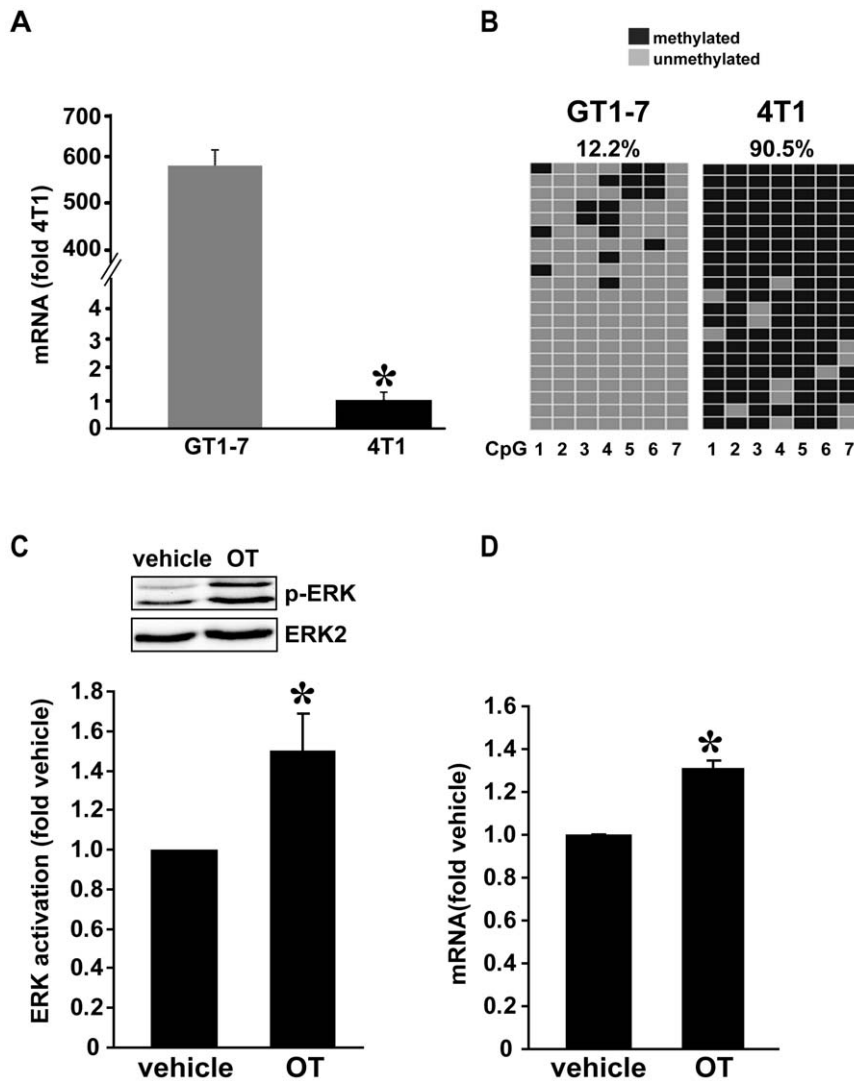 A
700
600
500
400
4
3
2
1
0
mRNA (fold 4T1)
*
GT1-7 4T1
B
methylated
unmethylated
GT1-7 4T1
12.2% 90.5%
CpG 1 2 3 4 5 6 7 1 2 3 4 5 6 7
C
vehicle OT
p-ERK
ERK2
1.8
1.6
1.4
1.2
1.0
0.8
0.6
0.4
0.2
0
ERK activation (fold vehicle)
*
vehicle OT
D
1.6
1.4
1.2
1.0
0.8
0.6
0.4
0.2
0
mRNA(fold vehicle)
*
vehicle OT